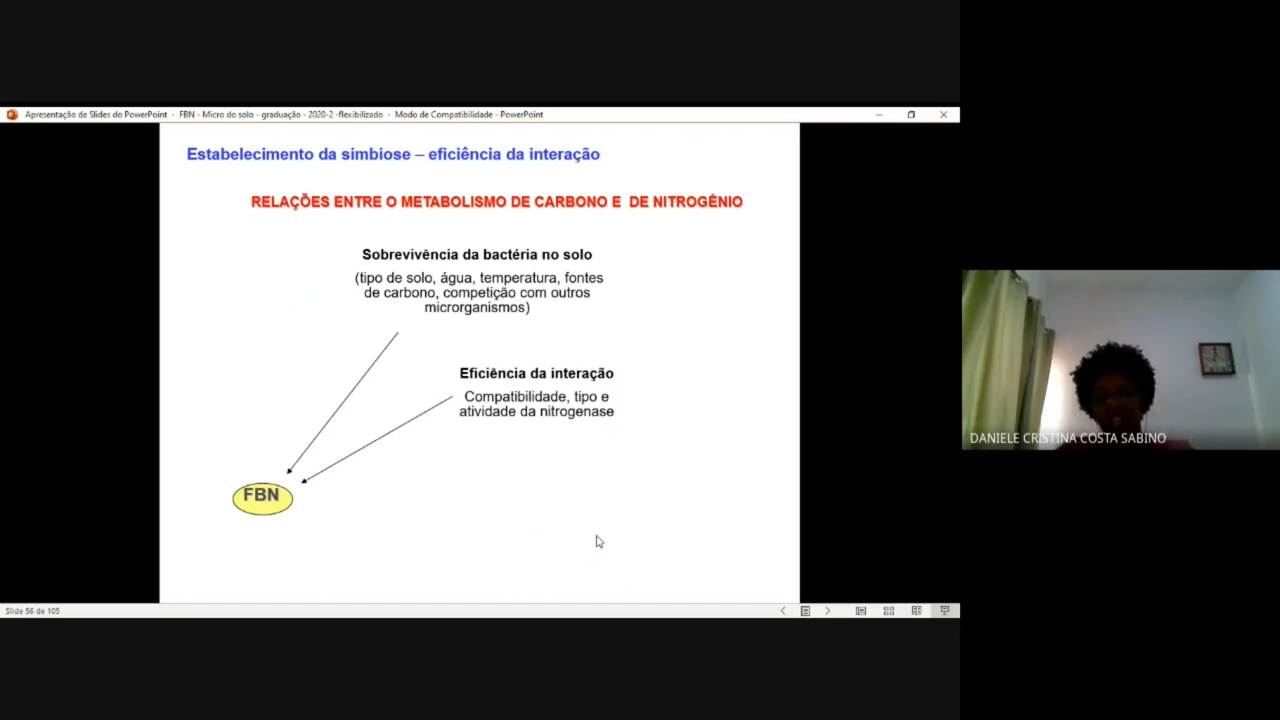 Apresentação de Slides do PowerPoint - FBN - Micro do solo - graduação - 2020-2 -flexibilizado - Modo de Compatibilidade - PowerPoint
Estabelecimento da simbiose – eficiência da interação
RELAÇÕES ENTRE O METABOLISMO DE CARBONO E DE NITROGÊNIO
Sobrevivência da bactéria no solo
(tipo de solo, água, temperatura, fontes
de carbono, competição com outros
microrganismos)
Eficiência da interação
Compatibilidade, tipo e
atividade da nitrogenase
FBN
DANIELE CRISTINA COSTA SABINO
Slide 56 de 105